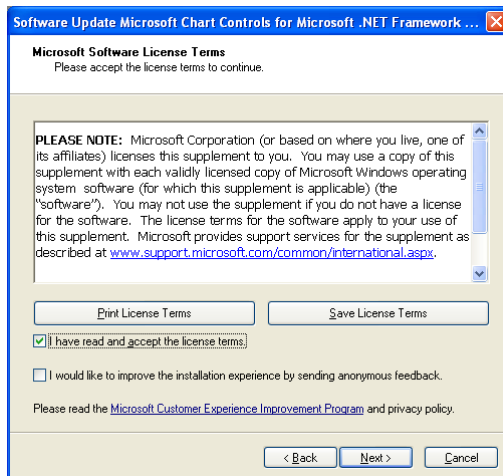 Software Update Microsoft Chart Controls for Microsoft .NET Framework ...
Microsoft Software License Terms
Please accept the license terms to continue.
PLEASE NOTE: Microsoft Corporation (or based on where you live, one of
its affiliates) licenses this supplement to you. You may use a copy of this
supplement with each validly licensed copy of Microsoft Windows operating
system software (for which this supplement is applicable) (the
"software"). You may not use the supplement if you do not have a license
for the software. The license terms for the software apply to your use of
this supplement. Microsoft provides support services for the supplement as
described at www.support.microsoft.com/common/international.aspx.
Print License Terms
Save License Terms
I have read and accept the license terms.
I would like to improve the installation experience by sending anonymous feedback.
Please read the Microsoft Customer Experience Improvement Program and privacy policy.
< Back
Next >
Cancel